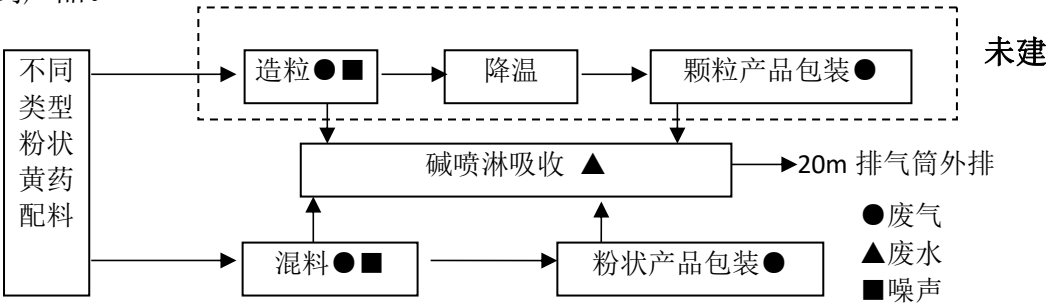 未建
不同
类型
粉状
黄药
配料
造粒●■
降温
颗粒产品包装●
碱喷淋吸收 ▲
20m 排气筒外排
混料●■
粉状产品包装●
●废气
▲废水
■噪声